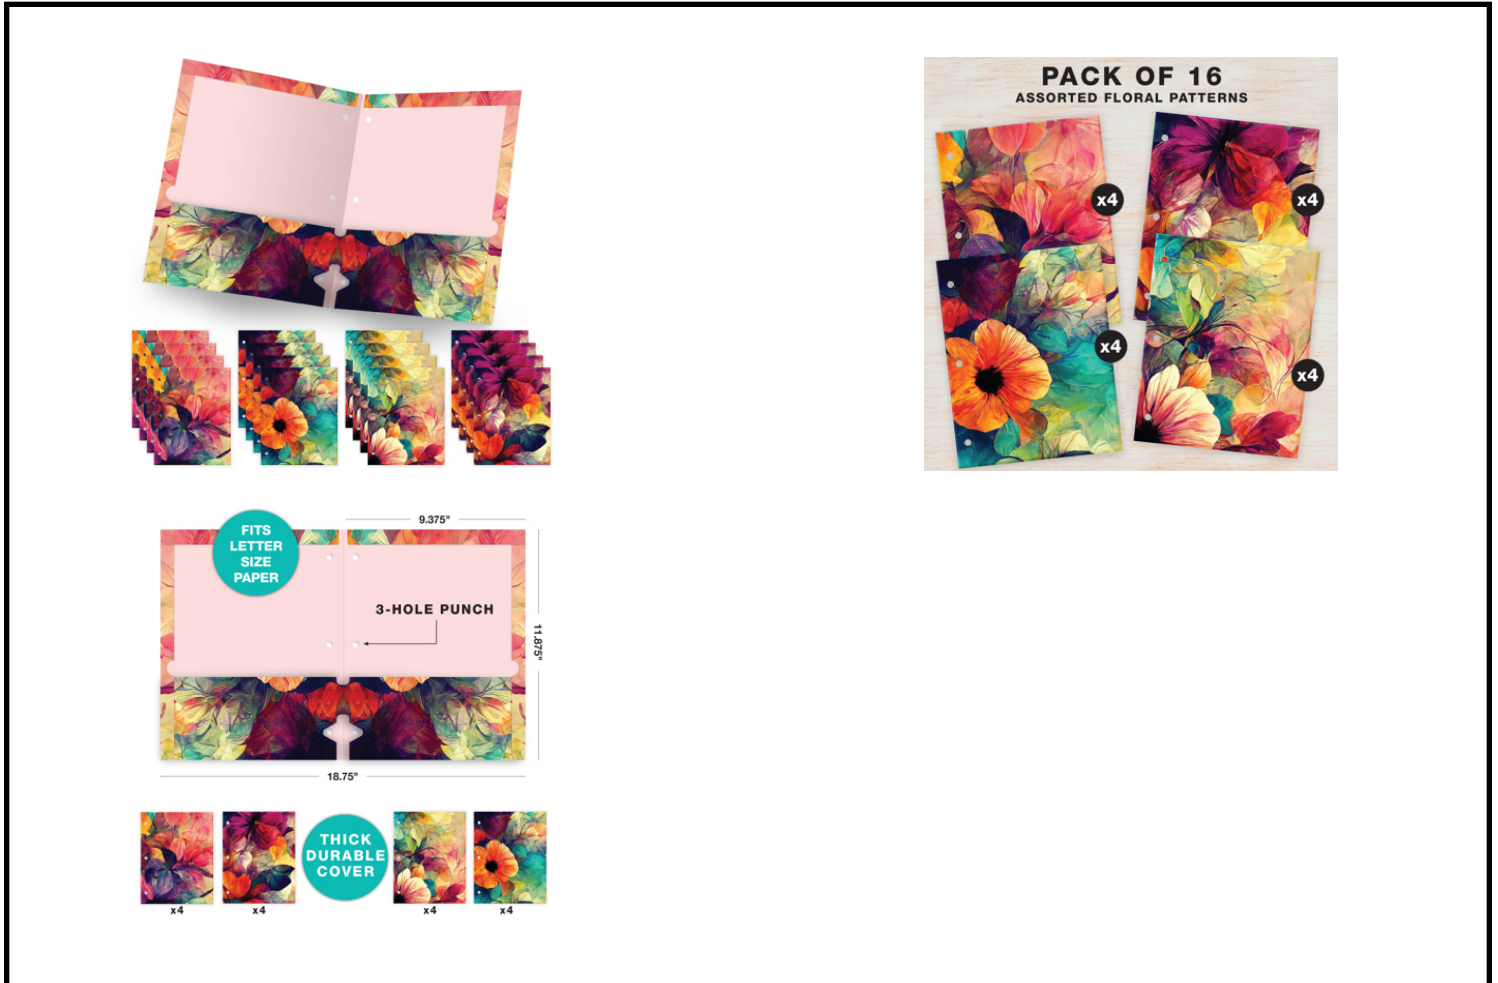 PACK OF 16
ASSORTED FLORAL PATTERNS
x4
x4
x4
x4
FITS
LETTER
SIZE
PAPER
9.375"
3-HOLE PUNCH
11.875"
18.75"
THICK
DURABLE
COVER
x4
x4
x4
x4